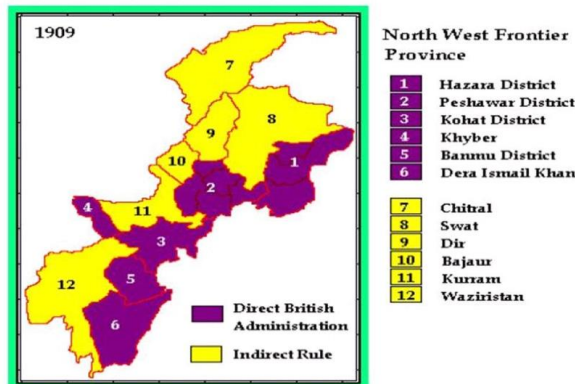 1909
North West Frontier
Province
1 Hazara District
2 Peshawar District
3 Kohat District
4 Khyber
5 Banmu District
6 Dera Ismail Khan
7 Chitral
8 Swat
9 Dir
10 Bajaur
11 Kurram
12 Waziristan
7
8
9
10
1
2
4
11
3
12
5
6
Direct British
Administration
Indirect Rule